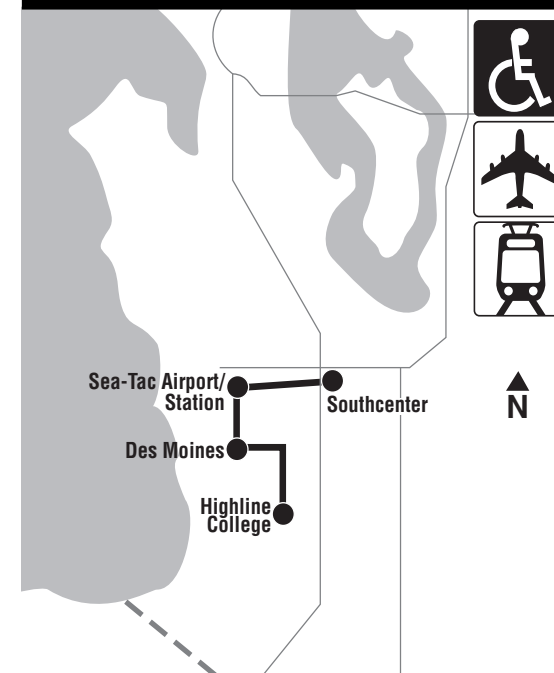 Sea-Tac Airport/
Station
Southcenter
N
Des Moines
Highline
College